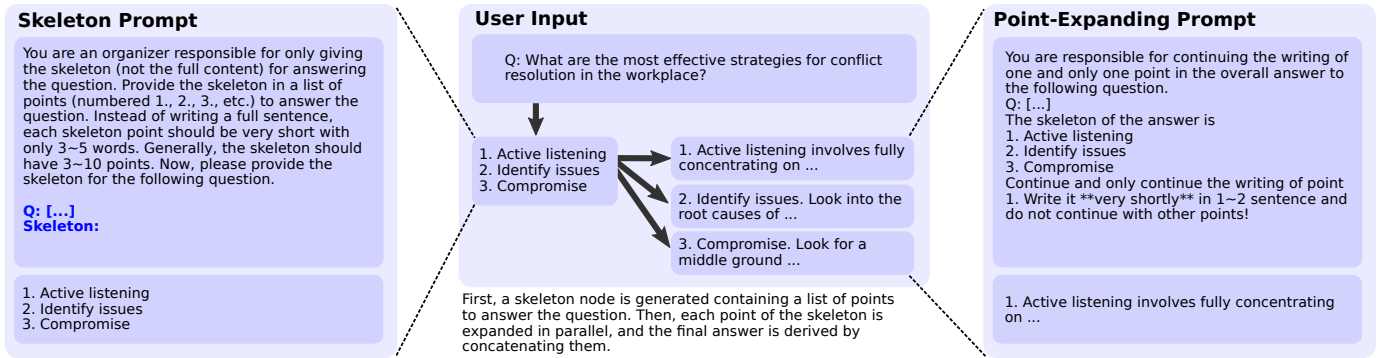 Skeleton Prompt
You are an organizer responsible for only giving
the skeleton (not the full content) for answering
the question. Provide the skeleton in a list of
points (numbered 1., 2., 3., etc.) to answer the
question. Instead of writing a full sentence,
each skeleton point should be very short with
only 3~5 words. Generally, the skeleton should
have 3~10 points. Now, please provide the
skeleton for the following question.
Q: [...]
Skeleton:
1. Active listening
2. Identify issues
3. Compromise
User Input
Q: What are the most effective strategies for conflict
resolution in the workplace?
1. Active listening
2. Identify issues
3. Compromise
1. Active listening involves fully
concentrating on ...
2. Identify issues. Look into the
root causes of ...
3. Compromise. Look for a
middle ground ...
First, a skeleton node is generated containing a list of points
to answer the question. Then, each point of the skeleton is
expanded in parallel, and the final answer is derived by
concatenating them.
Point-Expanding Prompt
You are responsible for continuing the writing of
one and only one point in the overall answer to
the following question.
Q: [...]
The skeleton of the answer is
1. Active listening
2. Identify issues
3. Compromise
Continue and only continue the writing of point
1. Write it **very shortly** in 1~2 sentence and
do not continue with other points!
1. Active listening involves fully concentrating
on ...